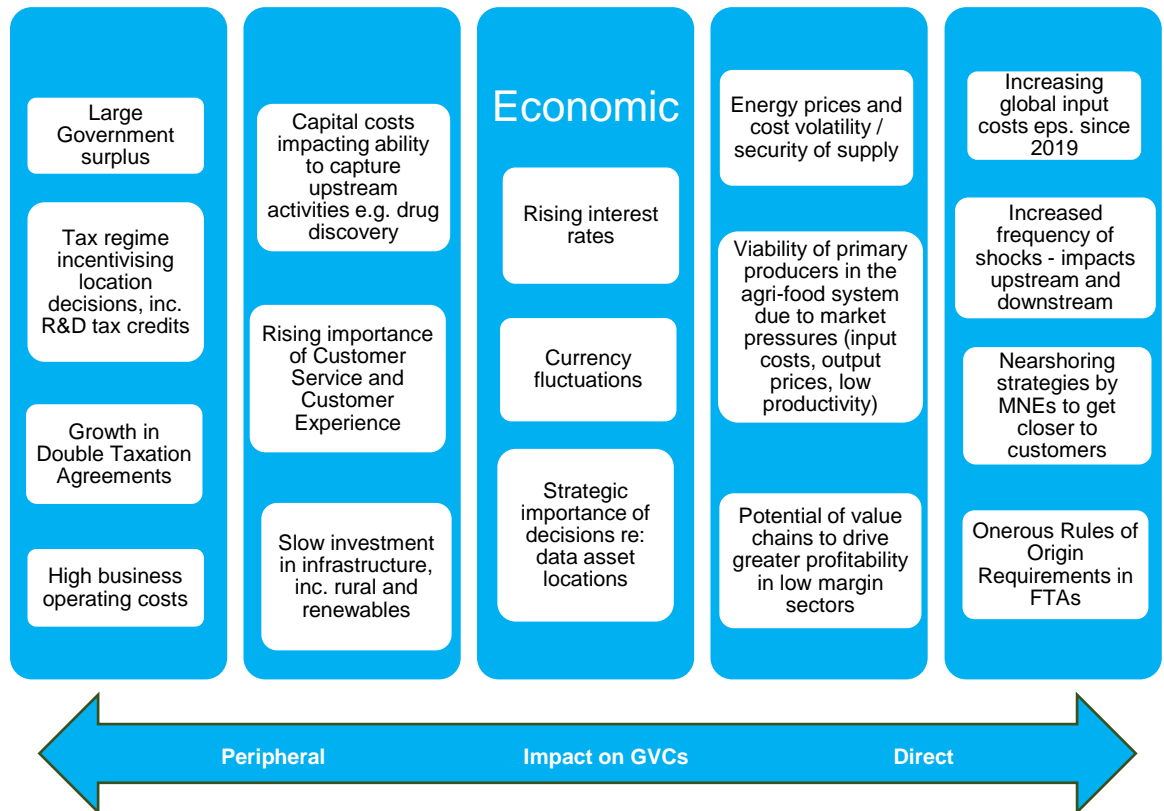 Large
Government
surplus
Tax regime
incentivising
location
decisions, inc.
R&D tax credits
Growth in
Double Taxation
Agreements
High business
operating costs
Capital costs
impacting ability
to capture
upstream
activities e.g. drug
discovery
Rising importance
of Customer
Service and
Customer
Experience
Slow investment
in infrastructure,
inc. rural and
renewables
Economic
Rising interest
rates
Currency
fluctuations
Strategic
importance of
decisions re:
data asset
locations
Energy prices and
cost volatility /
security of supply
Viability of primary
producers in the
agri-food system
due to market
pressures (input
costs, output
prices, low
productivity)
Potential of value
chains to drive
greater profitability
in low margin
sectors
Increasing
global input
costs eps. since
2019
Increased
frequency of
shocks - impacts
upstream and
downstream
Nearshoring
strategies by
MNEs to get
closer to
customers
Onerous Rules of
Origin
Requirements in
FTAs
Peripheral Impact on GVCs Direct